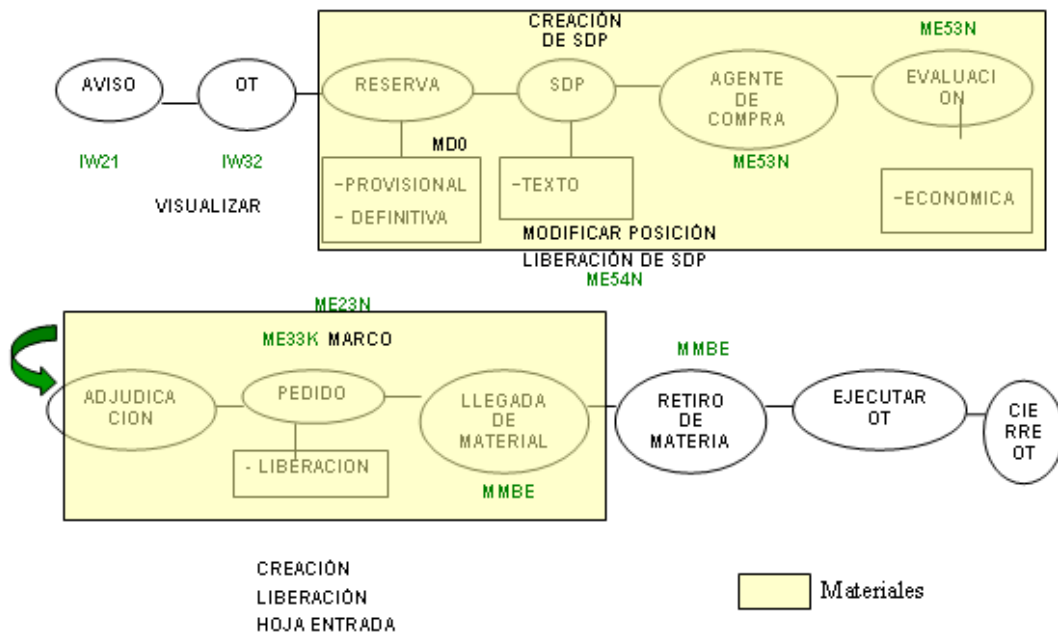 CREACIÓN
DE SDP
ME53N
AVISO
OT
RESERVA
SDP
AGENTE
DE
COMPRA
EVALUACI
ON
IW21
IW32
MD0
ME53N
VISUALIZAR
-PROVISIONAL
- DEFINITIVA
-TEXTO
-ECONOMICA
MODIFICAR POSICIÓN
LIBERACIÓN DE SDP
ME54N
ME23N
ME33K MARCO
MMBE
ADJUDICA
CION
PEDIDO
LLEGADA
DE
MATERIAL
RETIRO
DE
MATERIA
EJECUTAR
OT
CIE
RRE
OT
- LIBERACION
MMBE
CREACIÓN
LIBERACIÓN
HOJA ENTRADA
Materiales